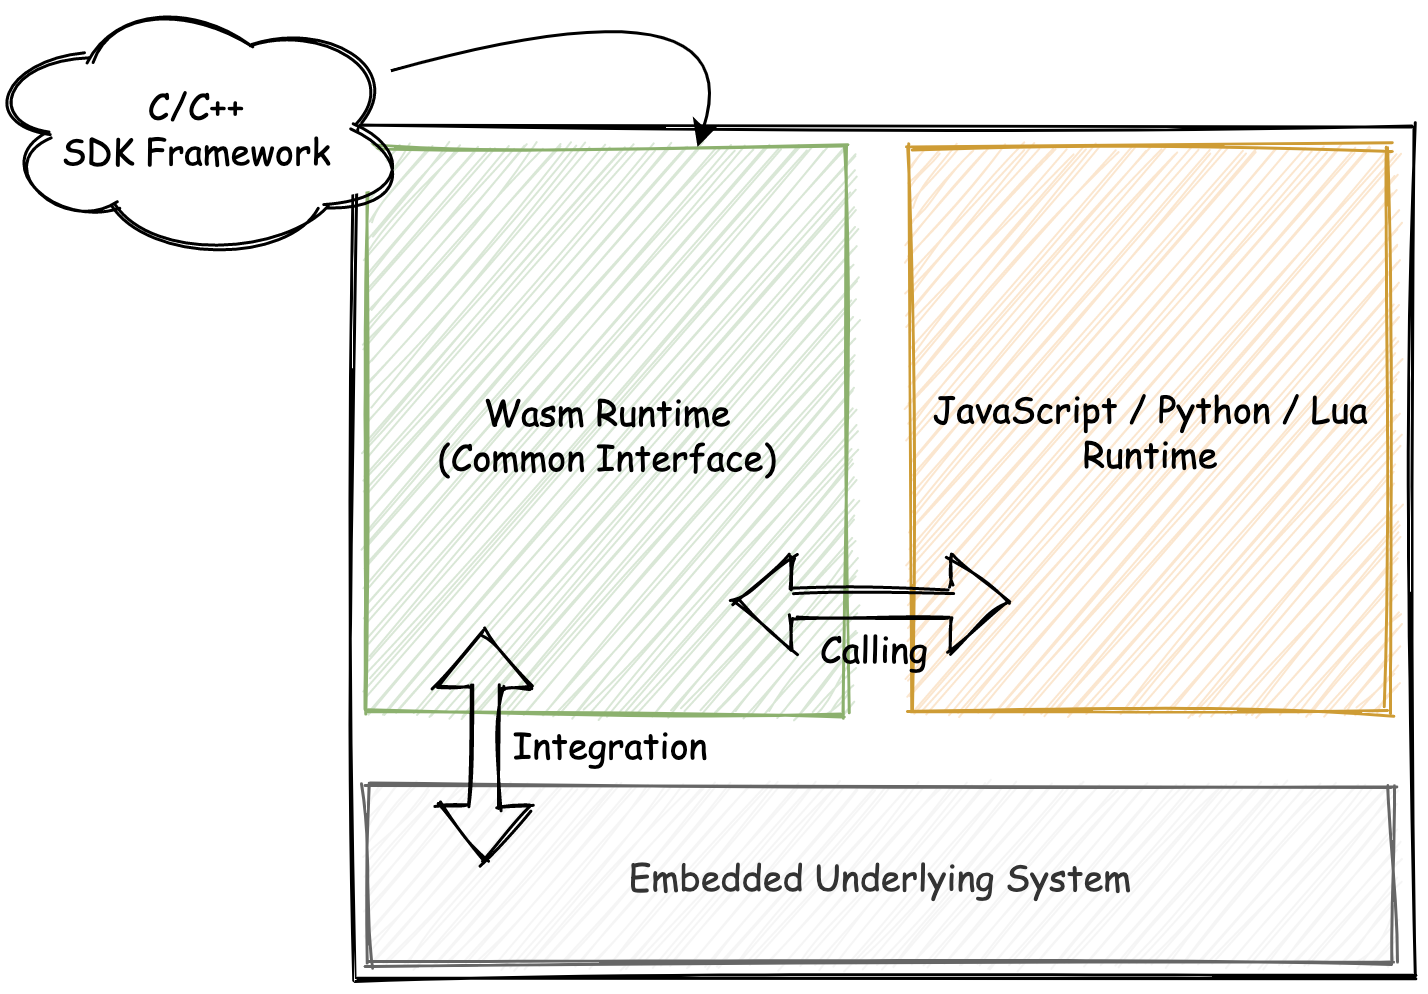 C/C++
SDK Framework
Wasm Runtime
(Common Interface)
JavaScript / Python / Lua
Runtime
Calling
Integration
Embedded Underlying System